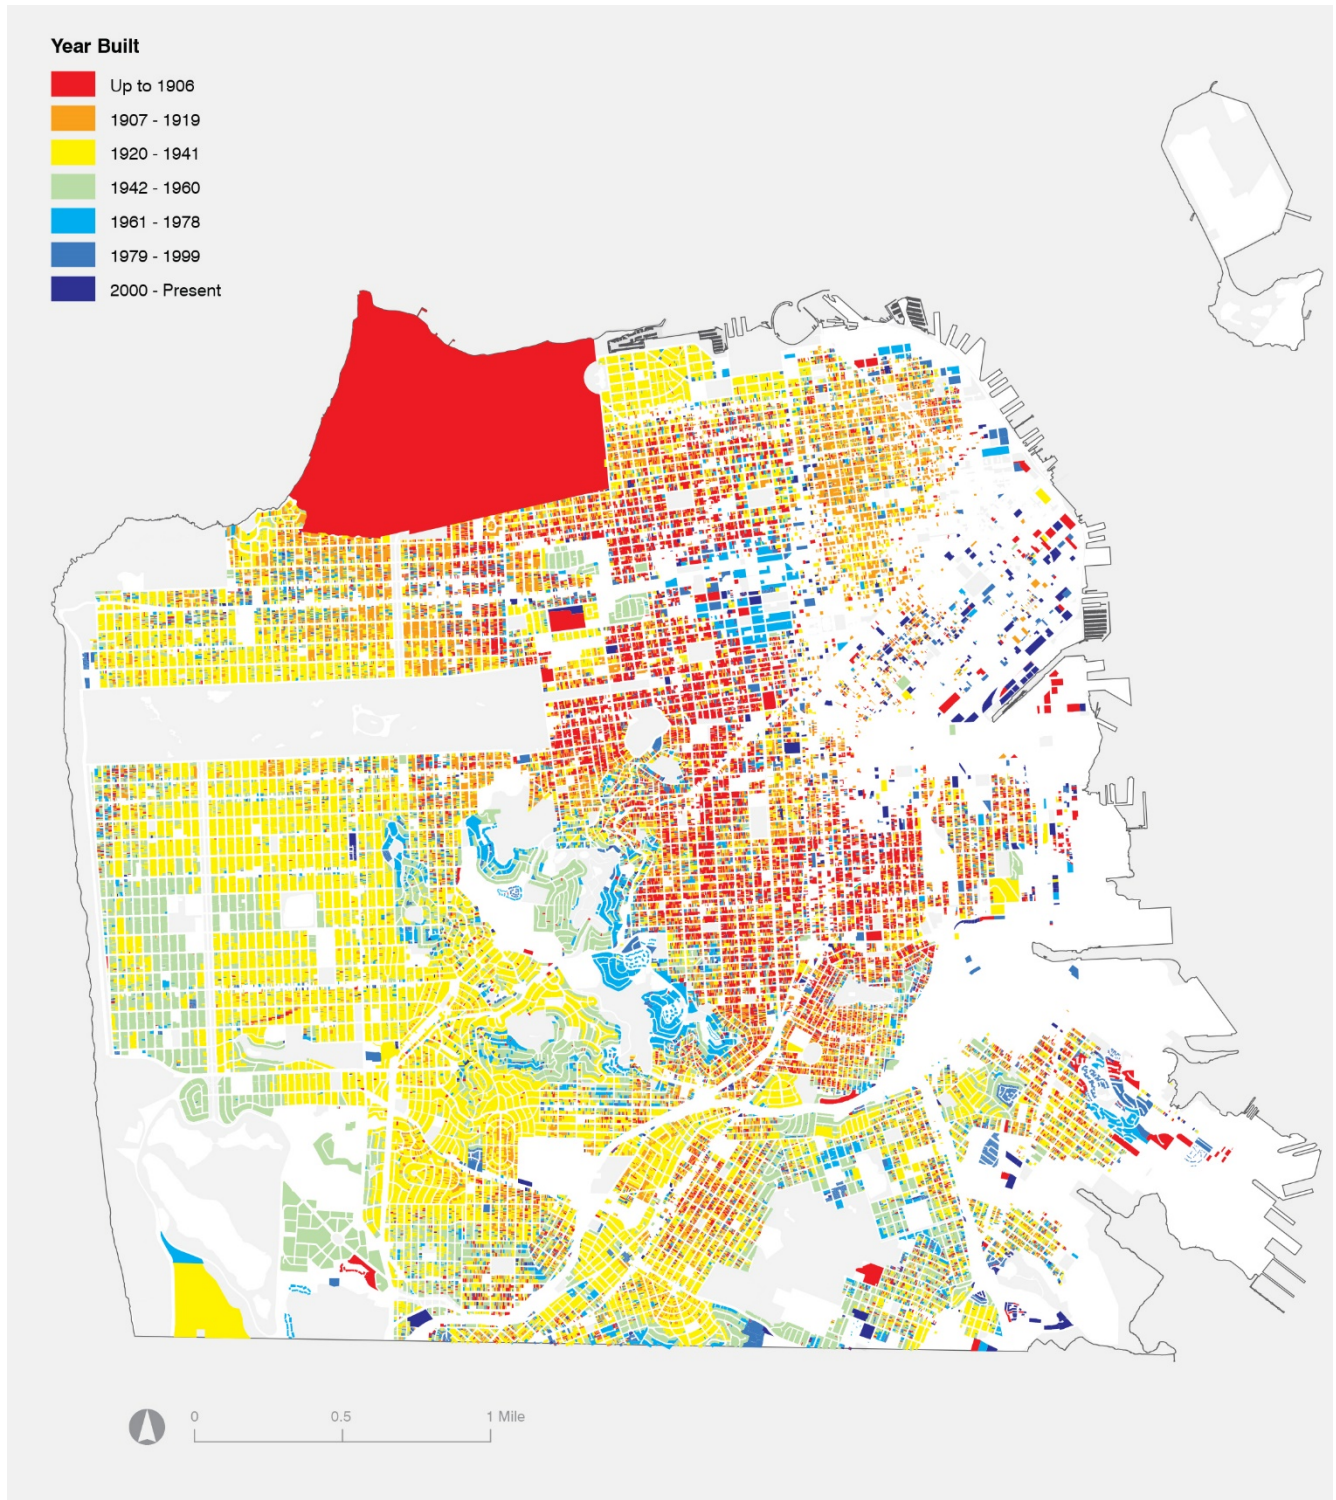 Year Built
Up to 1906
1907 - 1919
1920 - 1941
1942 - 1960
1961 - 1978
1979 - 1999
2000 - Present
0 0.5 1 Mile